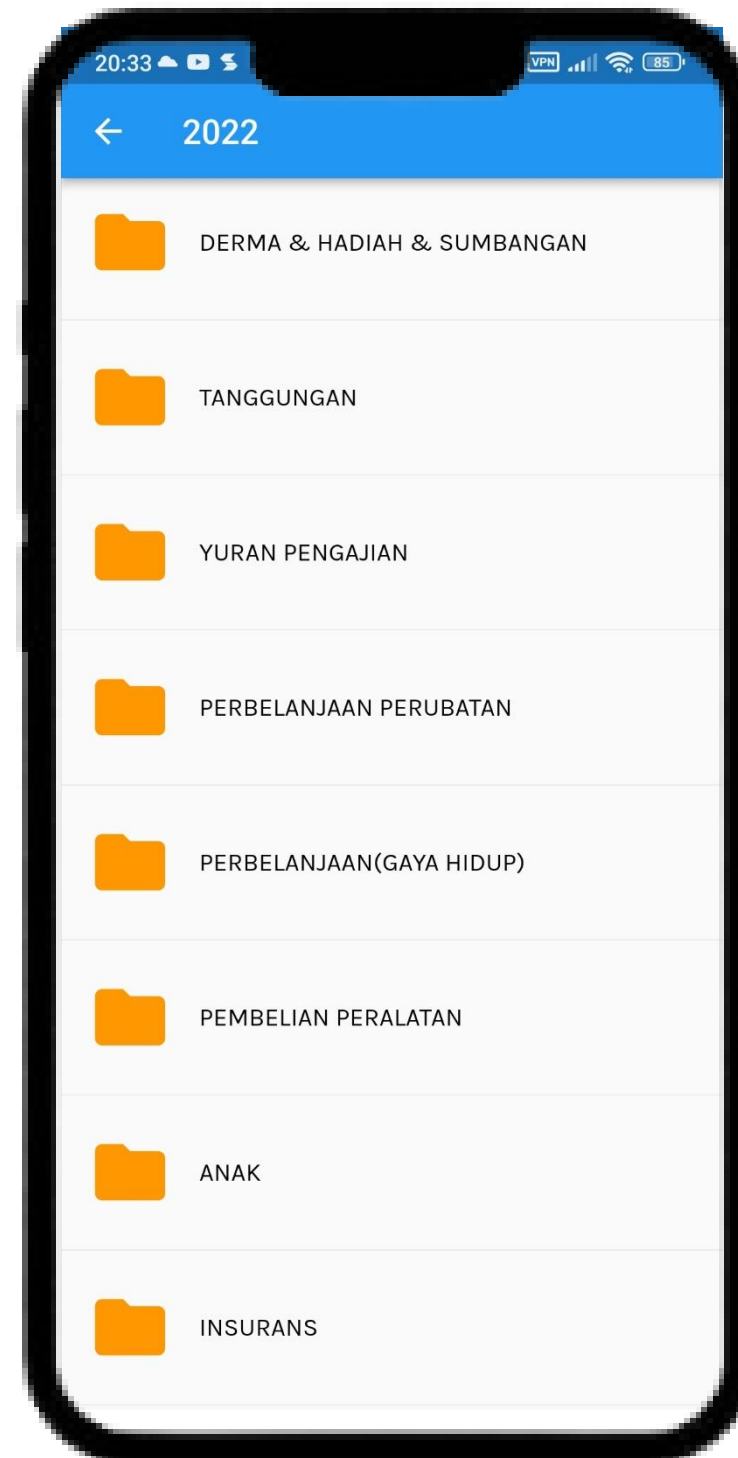 20:33
VPN
85
2022
DERMA & HADIAH & SUMBANGAN
TANGGUNGAN
YURAN PENGAJIAN
PERBELANJAAN PERUBATAN
PERBELANJAAN(GAYA HIDUP)
PEMBELIAN PERALATAN
ANAK
INSURANS